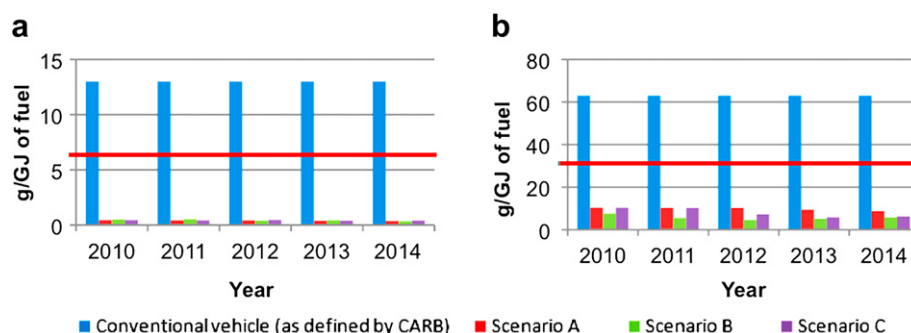 a
15
10
5
0
g/GJ of fuel
2010 2011 2012 2013 2014
Year
b
80
60
40
20
0
g/GJ of fuel
2010 2011 2012 2013 2014
Year
Conventional vehicle (as defined by CARB) Scenario A Scenario B Scenario C